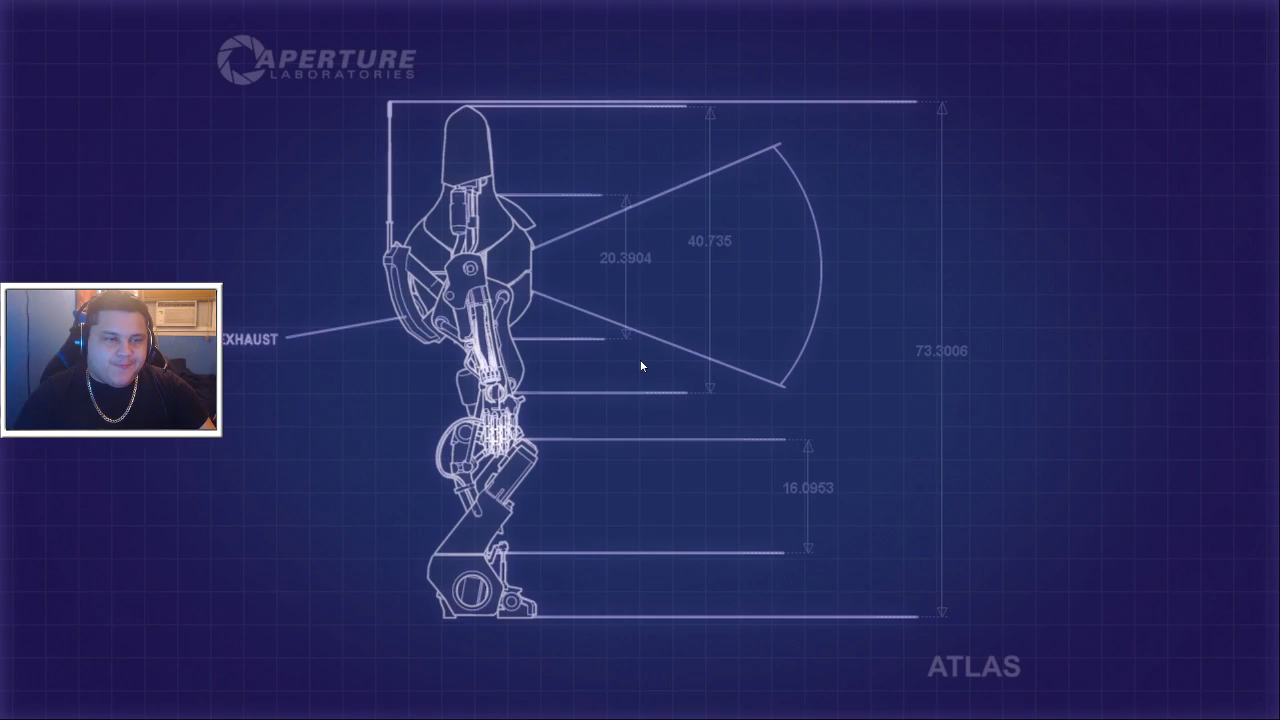 APERTURE
LABORATORIES
40.735
20.3904
EXHAUST
73.3006
16.0953
ATLAS